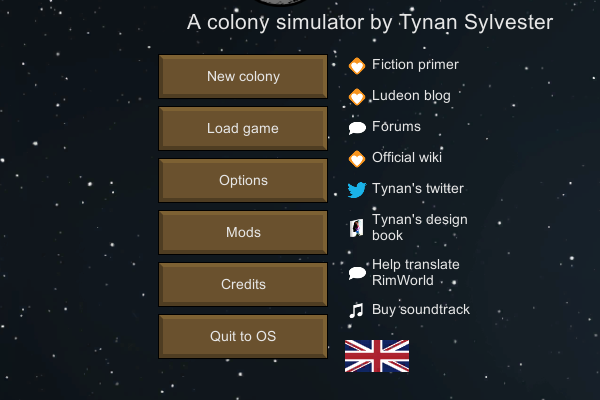 A colony simulator by Tynan Sylvester
New colony
Load game
Options
Mods
Credits
Quit to OS
Fiction primer
Ludeon blog
Forums
Official wiki
Tynan's twitter
Tynan's design
book
Help translate
RimWorld
Buy soundtrack